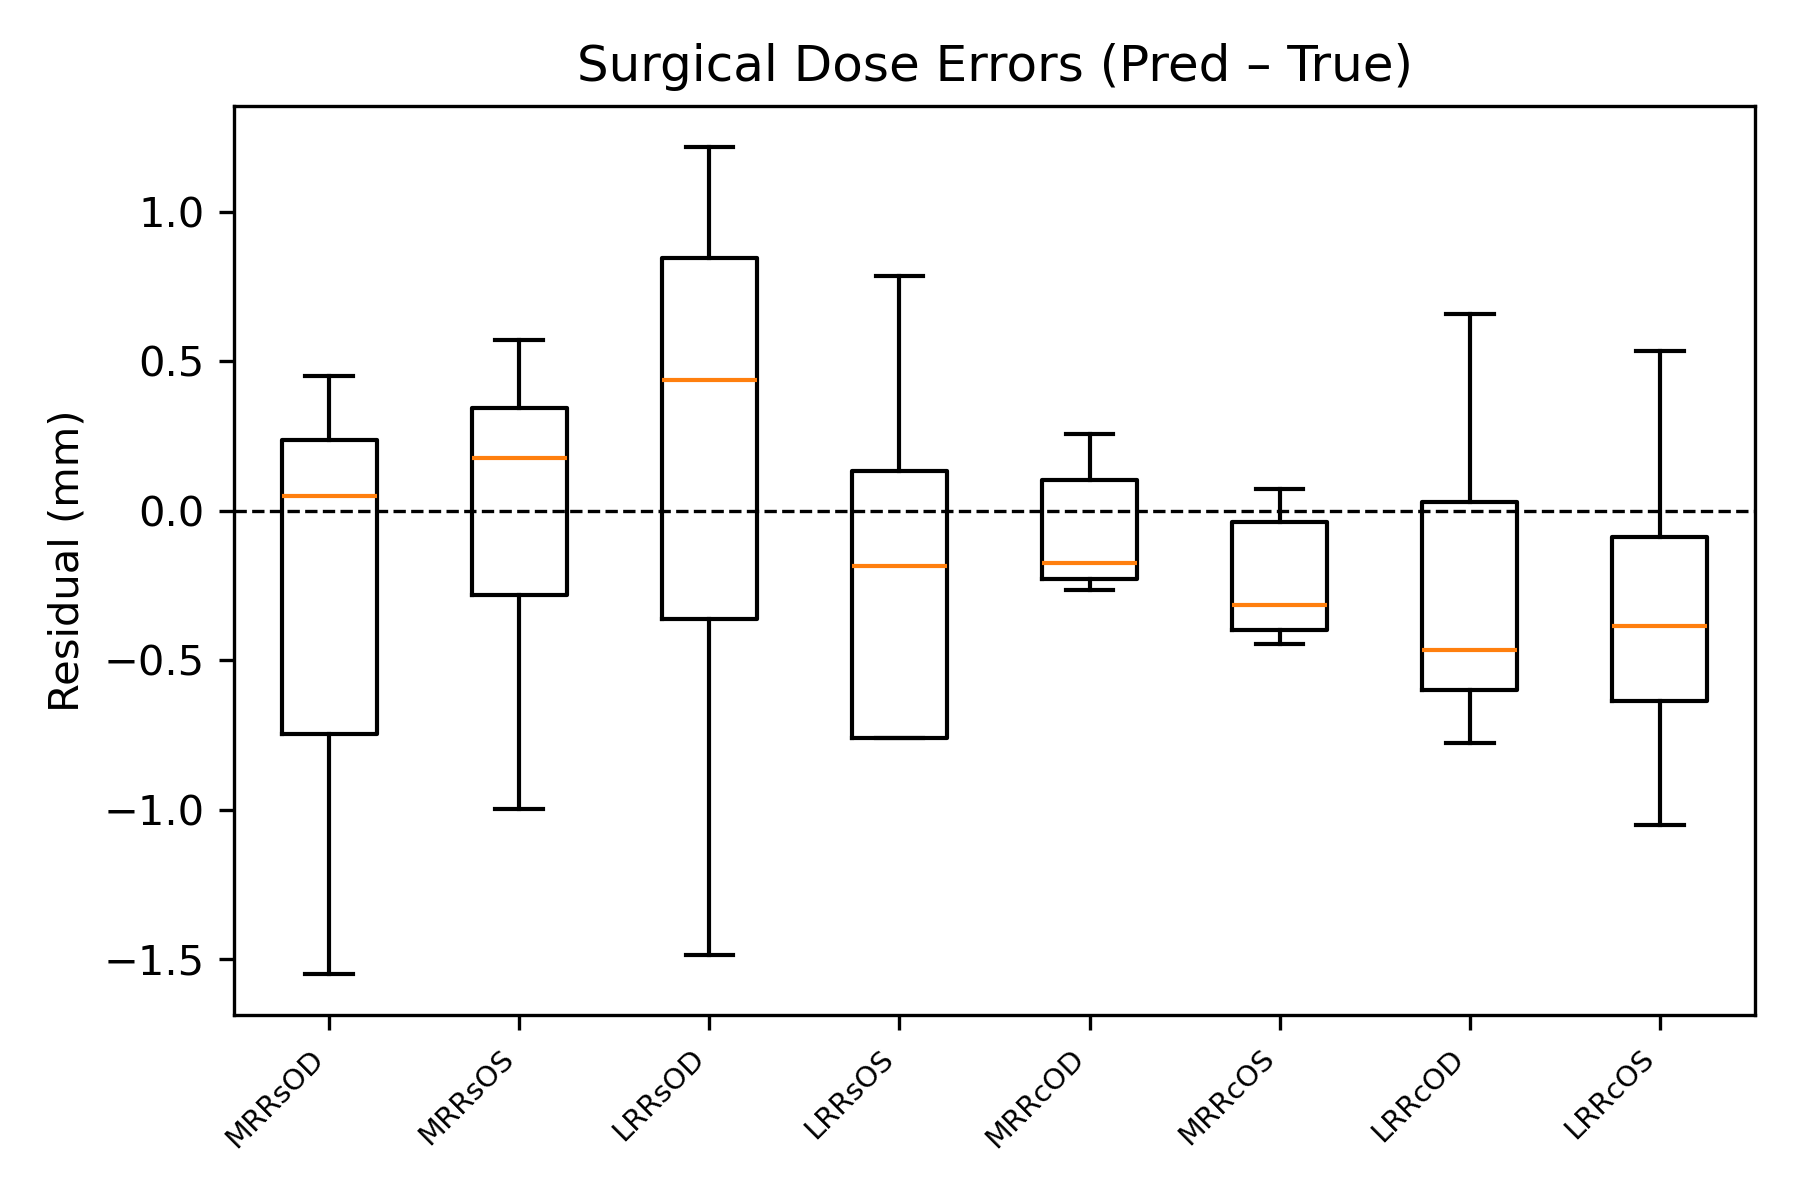 Surgical Dose Errors (Pred – True)
Residual (mm)
1.0
0.5
0.0
−0.5
−1.0
−1.5
MRRsOD
MRRsOS
LRRsOD
LRRsOS
MRRcOD
MRRcOS
LRRcOD
LRRcOS